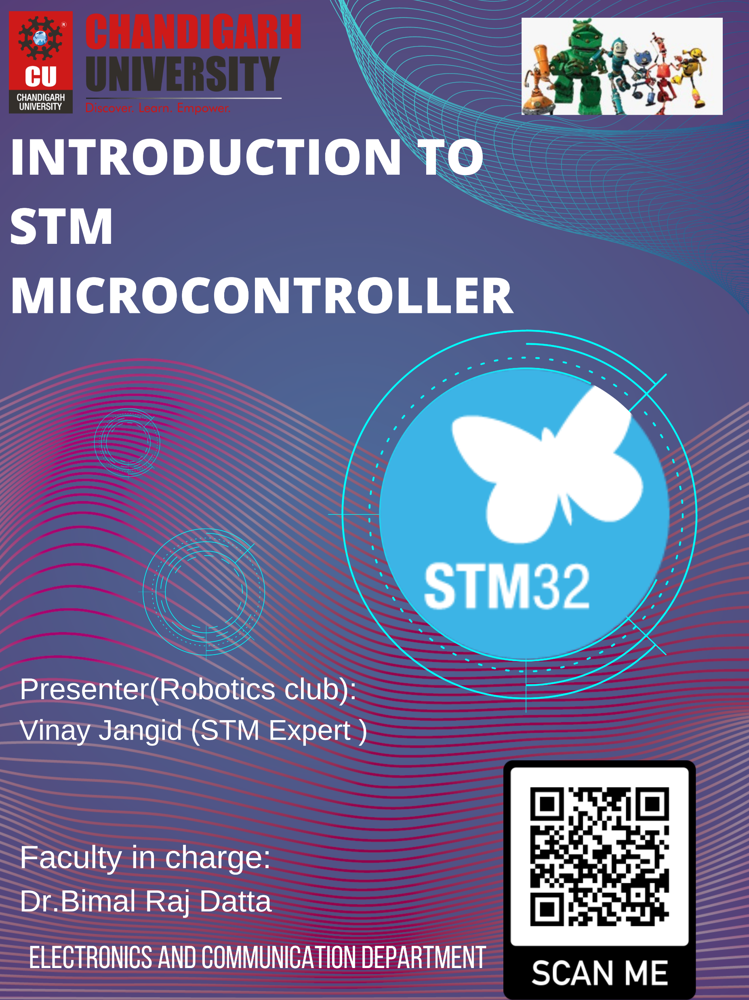 CHANDIGARH
UNIVERSITY
Discover. Learn. Empower.
®
CU
CHANDIGARH
UNIVERSITY
INTRODUCTION TO
STM
MICROCONTROLLER
STM32
Presenter(Robotics club):
Vinay Jangid (STM Expert )
Faculty in charge:
Dr.Bimal Raj Datta
ELECTRONICS AND COMMUNICATION DEPARTMENT
SCAN ME